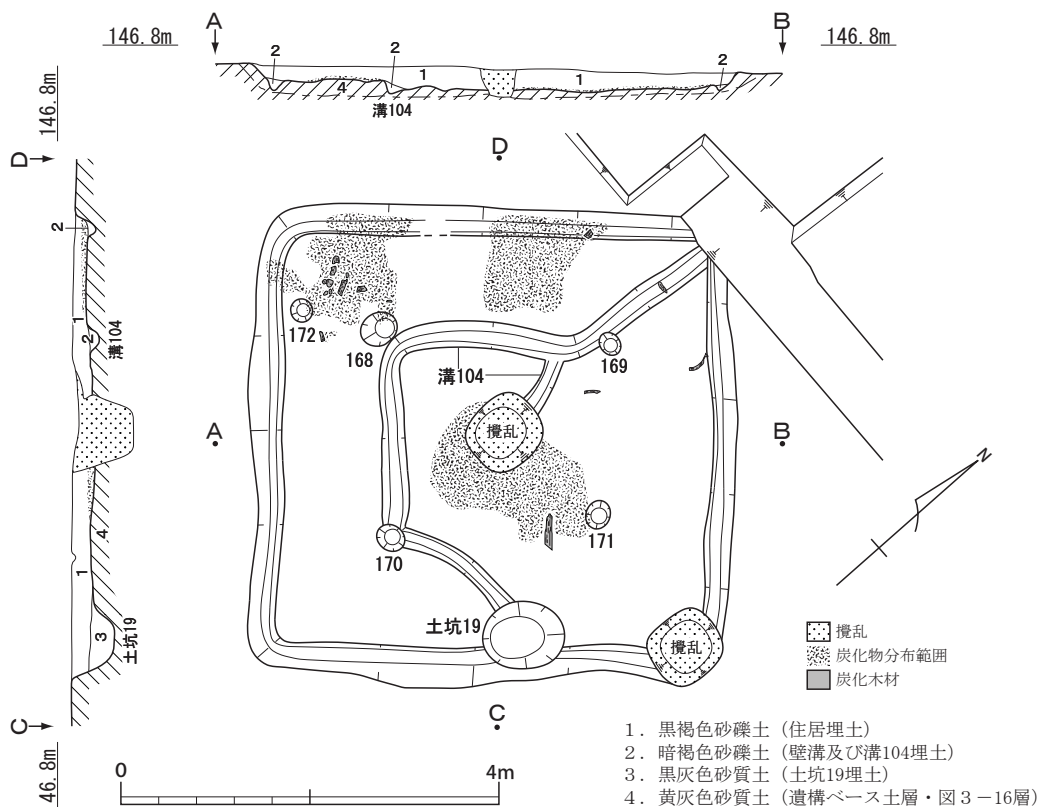 A
B
146.8m
146.8m
2
2
1
1
2
4
溝104
146.8m
D
D
2
1
2
溝104
172
168
169
溝104
A
攪乱
B
4
170
171
1
N
土坑19
3
土坑19
攪乱
攪乱
炭化物分布範囲
炭化木材
C
C
46.8m
0
4m
1. 黒褐色砂礫土（住居埋土）
2. 暗褐色砂礫土（壁溝及び溝104埋土）
3. 黒灰色砂質土（土坑19埋土）
4. 黄灰色砂質土（遺構ベース土層・図3－16層）